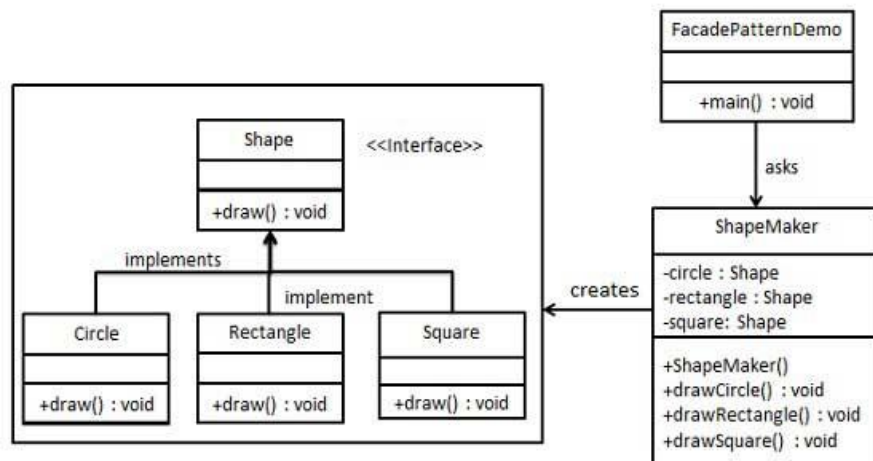 FacadePatternDemo
+main() : void
asks
Shape
<<Interface>>
+draw() : void
implements
implement
Circle
+draw() : void
Rectangle
+draw() : void
Square
+draw() : void
creates
ShapeMaker
-circle : Shape
-rectangle : Shape
-square: Shape
+ShapeMaker()
+drawCircle() : void
+drawRectangle() : void
+drawSquare() : void